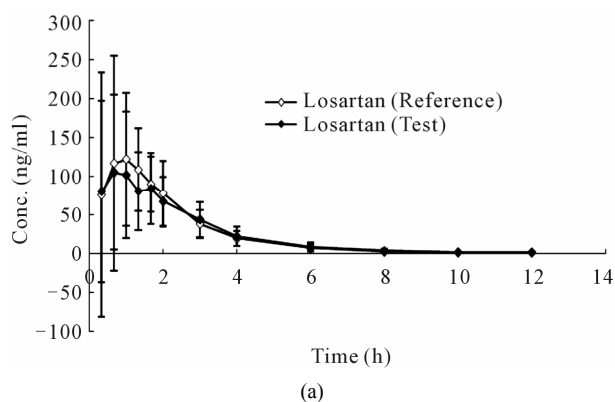 300
250
200
150
100
50
0
−50
−100
Conc. (ng/ml)
Losartan (Reference)
Losartan (Test)
0 2 4 6 8 10 12 14
Time (h)
(a)